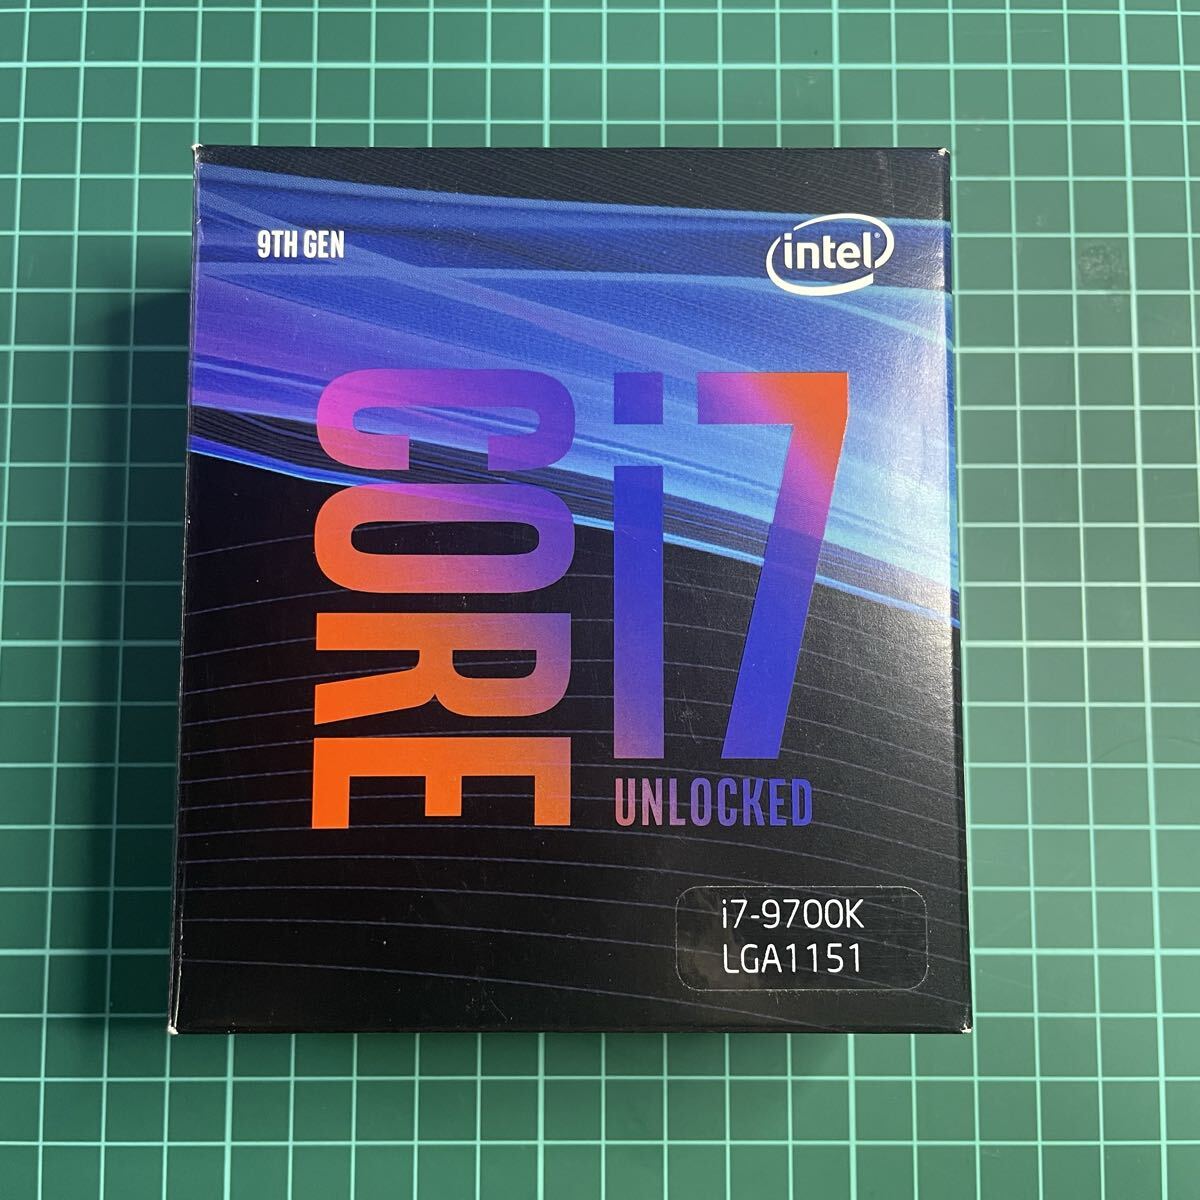 9TH GEN
intel®
CORE i7
UNLOCKED
i7-9700K
LGA1151